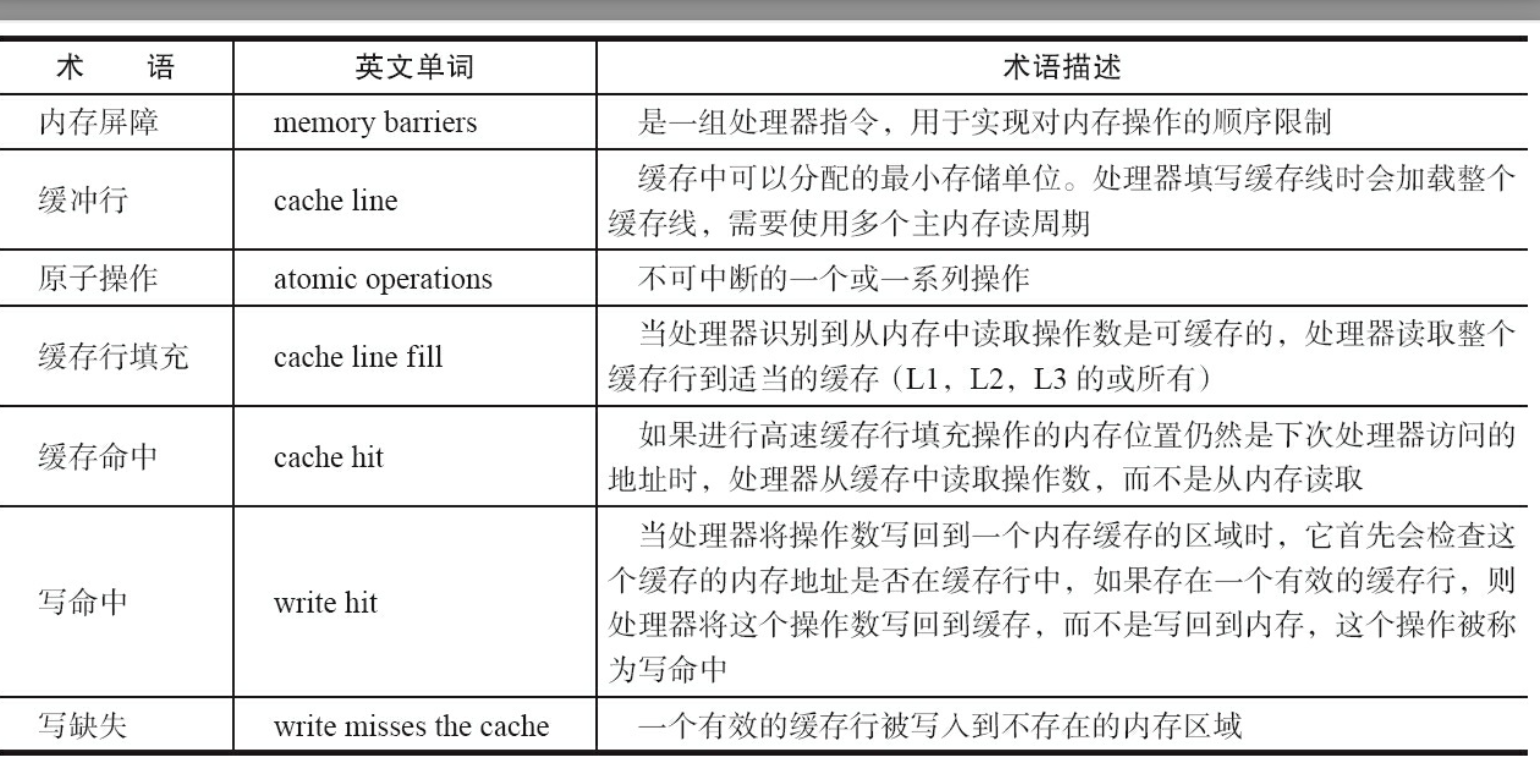 术 语 英文单词 术语描述
内存屏障 memory barriers 是一组处理器指令，用于实现对内存操作的顺序限制
缓冲行 cache line 缓存中可以分配的最小存储单位。处理器填写缓存线时会加载整个
缓存线，需要使用多个主内存读周期
原子操作 atomic operations 不可中断的一个或一系列操作
缓存行填充 cache line fill 当处理器识别到从内存中读取操作数是可缓存的，处理器读取整个
缓存行到适当的缓存（L1，L2，L3 的或所有）
缓存命中 cache hit 如果进行高速缓存行填充操作的内存位置仍然是下次处理器访问的
地址时，处理器从缓存中读取操作数，而不是从内存读取
写命中 write hit 当处理器将操作数写回到一个内存缓存的区域时，它首先会检查这
个缓存的内存地址是否在缓存行中，如果存在一个有效的缓存行，则
处理器将这个操作数写回到缓存，而不是写回到内存，这个操作被称
为写命中
写缺失 write misses the cache 一个有效的缓存行被写入到不存在的内存区域